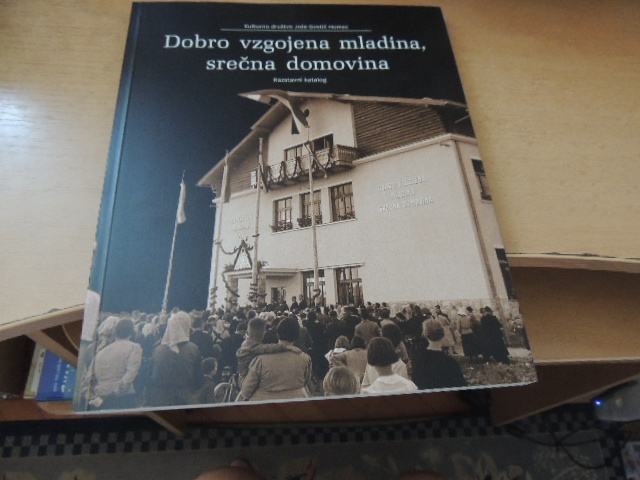 Kulturno društvo Jože Gostič Homec
Dobro vzgojena mladina,
srečna domovina
Razstavni katalog